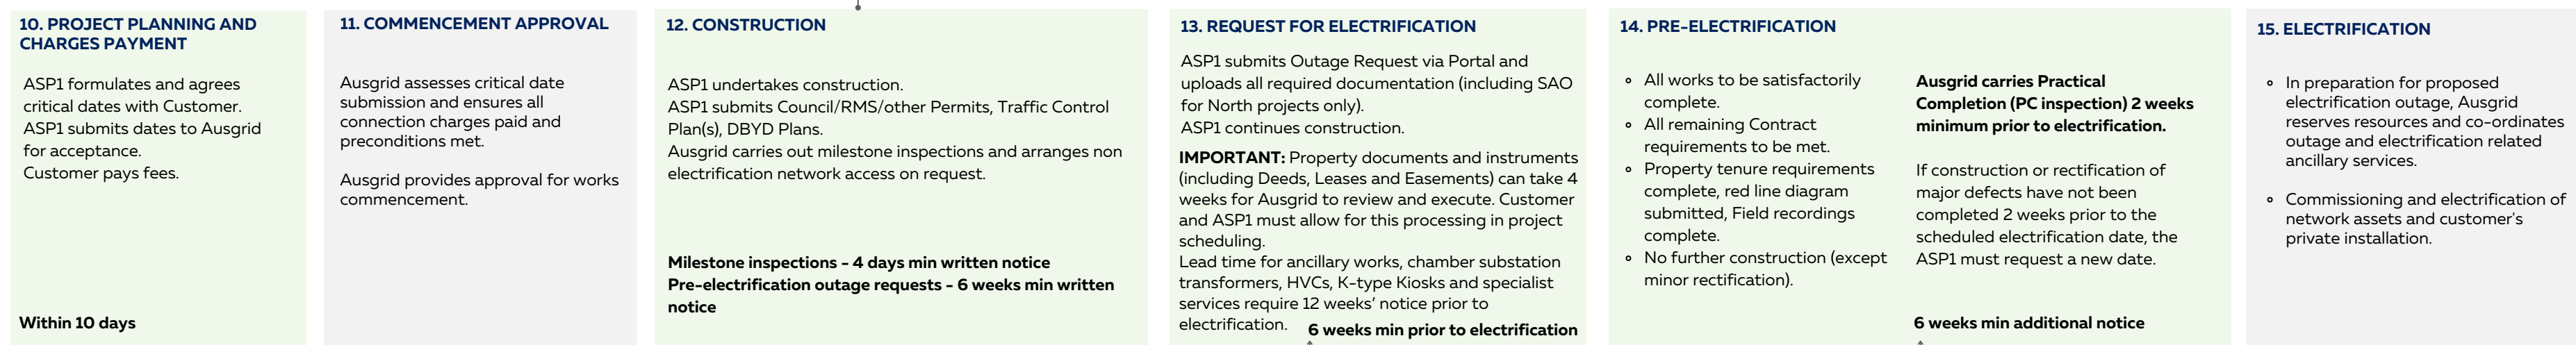 10. PROJECT PLANNING AND
CHARGES PAYMENT
ASP1 formulates and agrees
critical dates with Customer.
ASP1 submits dates to Ausgrid
for acceptance.
Customer pays fees.
Within 10 days
11. COMMENCEMENT APPROVAL
Ausgrid assesses critical date
submission and ensures all
connection charges paid and
preconditions met.
Ausgrid provides approval for works
commencement.
12. CONSTRUCTION
ASP1 undertakes construction.
ASP1 submits Council/RMS/other Permits, Traffic Control
Plan(s), DBYD Plans.
Ausgrid carries out milestone inspections and arranges non
electrification network access on request.
Milestone inspections - 4 days min written notice
Pre-electrification outage requests - 6 weeks min written
notice
13. REQUEST FOR ELECTRIFICATION
ASP1 submits Outage Request via Portal and
uploads all required documentation (including SAO
for North projects only).
ASP1 continues construction.
IMPORTANT: Property documents and instruments
(including Deeds, Leases and Easements) can take 4
weeks for Ausgrid to review and execute. Customer
and ASP1 must allow for this processing in project
scheduling.
Lead time for ancillary works, chamber substation
transformers, HVCs, K-type Kiosks and specialist
services require 12 weeks' notice prior to
electrification.
6 weeks min prior to electrification
14. PRE-ELECTRIFICATION
All works to be satisfactorily
complete.
All remaining Contract
requirements to be met.
Property tenure requirements
complete, red line diagram
submitted, Field recordings
complete.
No further construction (except
minor rectification).
Ausgrid carries Practical
Completion (PC inspection) 2 weeks
minimum prior to electrification.
If construction or rectification of
major defects have not been
completed 2 weeks prior to the
scheduled electrification date, the
ASP1 must request a new date.
6 weeks min additional notice
15. ELECTRIFICATION
In preparation for proposed
electrification outage, Ausgrid
reserves resources and co-ordinates
outage and electrification related
ancillary services.
Commissioning and electrification of
network assets and customer's
private installation.